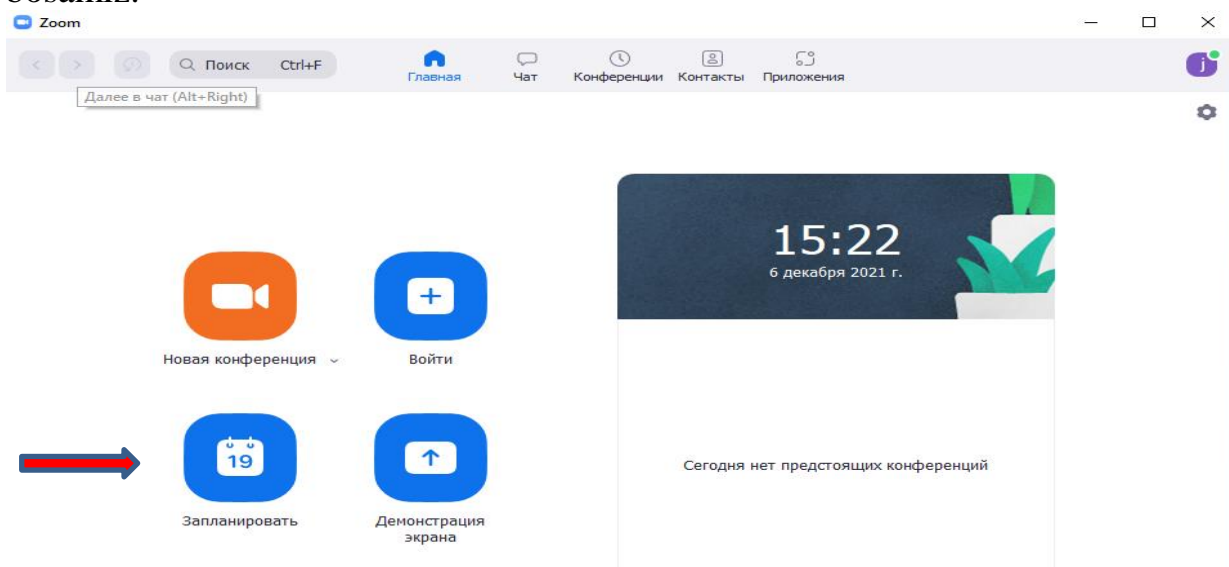 Zoom
Поиск Ctrl+F
Главная Чат Конференции Контакты Приложения
j
Далее в чат (Alt+Right)
15:22
6 декабря 2021 г.
Новая конференция Войти
19
Сегодня нет предстоящих конференций
Запланировать Демонстрация
экрана